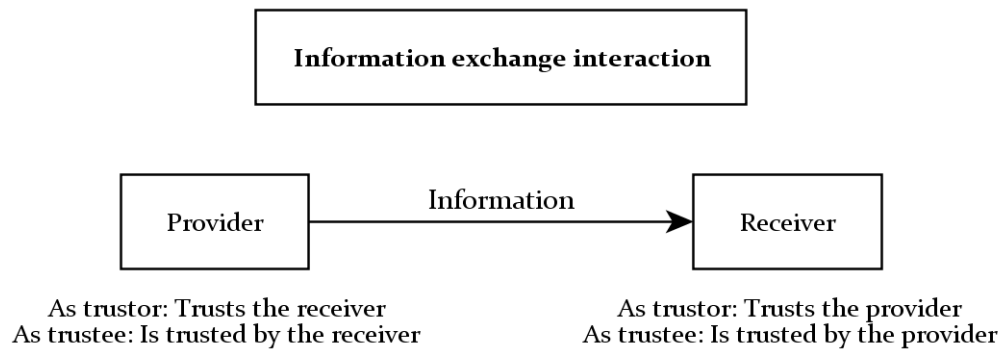 Information exchange interaction
Information
Provider
Receiver
As trustor: Trusts the receiver
As trustee: Is trusted by the receiver
As trustor: Trusts the provider
As trustee: Is trusted by the provider